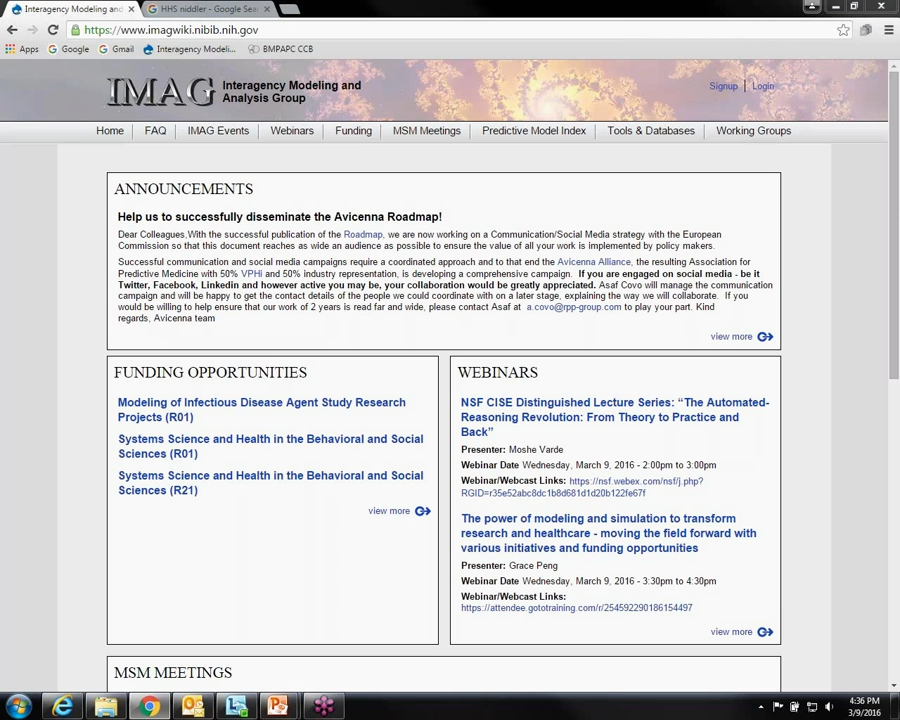 Interagency Modeling and
HHS niddler - Google Sea
https://www.imagwiki.nibib.nih.gov
Apps Google Gmail Interagency Modeli... BMPAPC CCB
IMAG Interagency Modeling and
Analysis Group
Signup | Login
Home FAQ IMAG Events Webinars Funding MSM Meetings Predictive Model Index Tools & Databases Working Groups
ANNOUNCEMENTS
Help us to successfully disseminate the Avicenna Roadmap!
Dear Colleagues,With the successful publication of the Roadmap, we are now working on a Communication/Social Media strategy with the European
Commission so that this document reaches as wide an audience as possible to ensure the value of all your work is implemented by policy makers.
Successful communication and social media campaigns require a coordinated approach and to that end the Avicenna Alliance, the resulting Association for
Predictive Medicine with 50% VPHi and 50% industry representation, is developing a comprehensive campaign. If you are engaged on social media - be it
Twitter, Facebook, Linkedin and however active you may be, your collaboration would be greatly appreciated. Asaf Covo will manage the communication
campaign and will be happy to get the contact details of the people we could coordinate with on a later stage, explaining the way we will collaborate. If you
would be willing to help ensure that our work of 2 years is read far and wide, please contact Asaf at a.covo@rpp-group.com to play your part. Kind
regards, Avicenna team
view more
FUNDING OPPORTUNITIES
Modeling of Infectious Disease Agent Study Research
Projects (R01)
Systems Science and Health in the Behavioral and Social
Sciences (R01)
Systems Science and Health in the Behavioral and Social
Sciences (R21)
view more
WEBINARS
NSF CISE Distinguished Lecture Series: “The Automated-
Reasoning Revolution: From Theory to Practice and
Back”
Presenter: Moshe Varde
Webinar Date Wednesday, March 9, 2016 - 2:00pm to 3:00pm
Webinar/Webcast Links: https://nsf.webex.com/nsf/j.php?
RGID=r35e52abc8dc1b8d681d1d20b122fe67f
The power of modeling and simulation to transform
research and healthcare - moving the field forward with
various initiatives and funding opportunities
Presenter: Grace Peng
Webinar Date Wednesday, March 9, 2016 - 3:30pm to 4:30pm
Webinar/Webcast Links:
https://attendee.gototraining.com/r/254592290186154497
view more
MSM MEETINGS
4:36 PM
3/9/2016